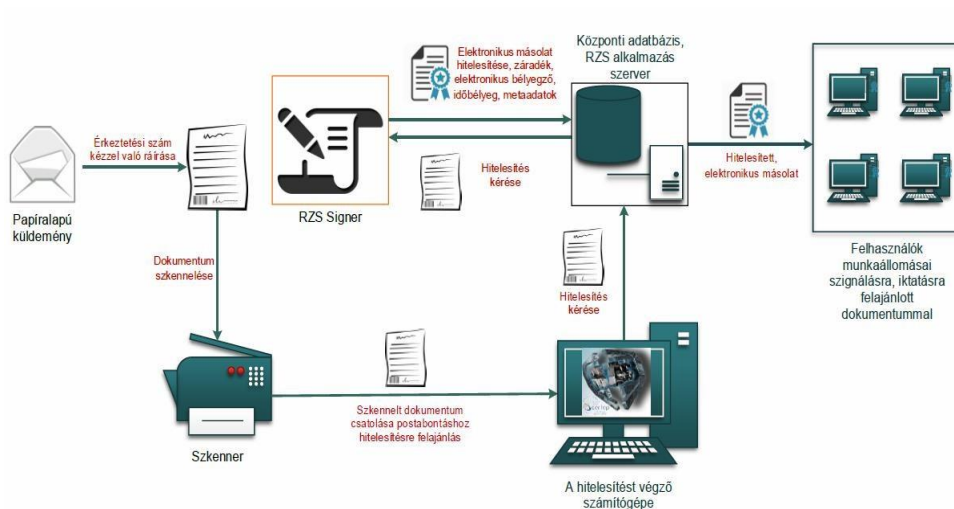 Elektronikus másolat
hitelesítése, záradék,
elektronikus bélyegző,
időbélyeg, metaadatok
Központi adatbázis,
RZS alkalmazás
szerver
Érkeztetési szám
kézzel való ráírása
Hitelesítés
kérése
Hitelesített,
elektronikus másolat
Papíralapú
küldemény
RZS Signer
Dokumentum
szkennelése
Hitelesítés
kérése
Felhasználók
munkaállomásai
szignálásra, iktatásra
felajánlott
dokumentummal
Szkennelt dokumentum
csatolása postabontáshoz
hitelesítésre felajánlás
Szkenner
A hitelesítést végző
számítógépe